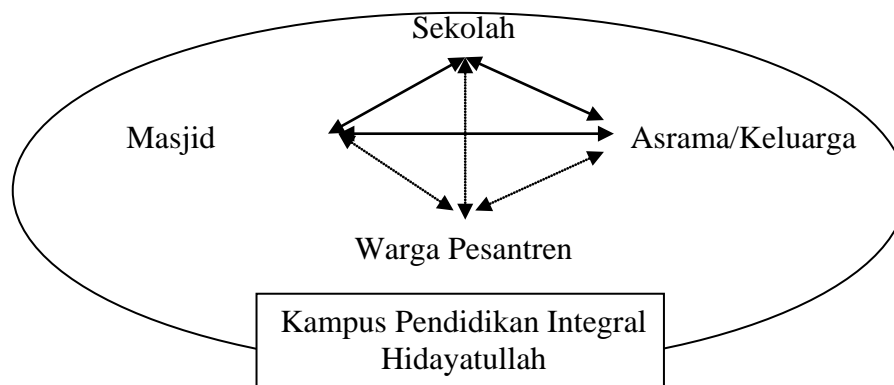 Sekolah
Masjid
Asrama/Keluarga
Warga Pesantren
Kampus Pendidikan Integral
Hidayatullah